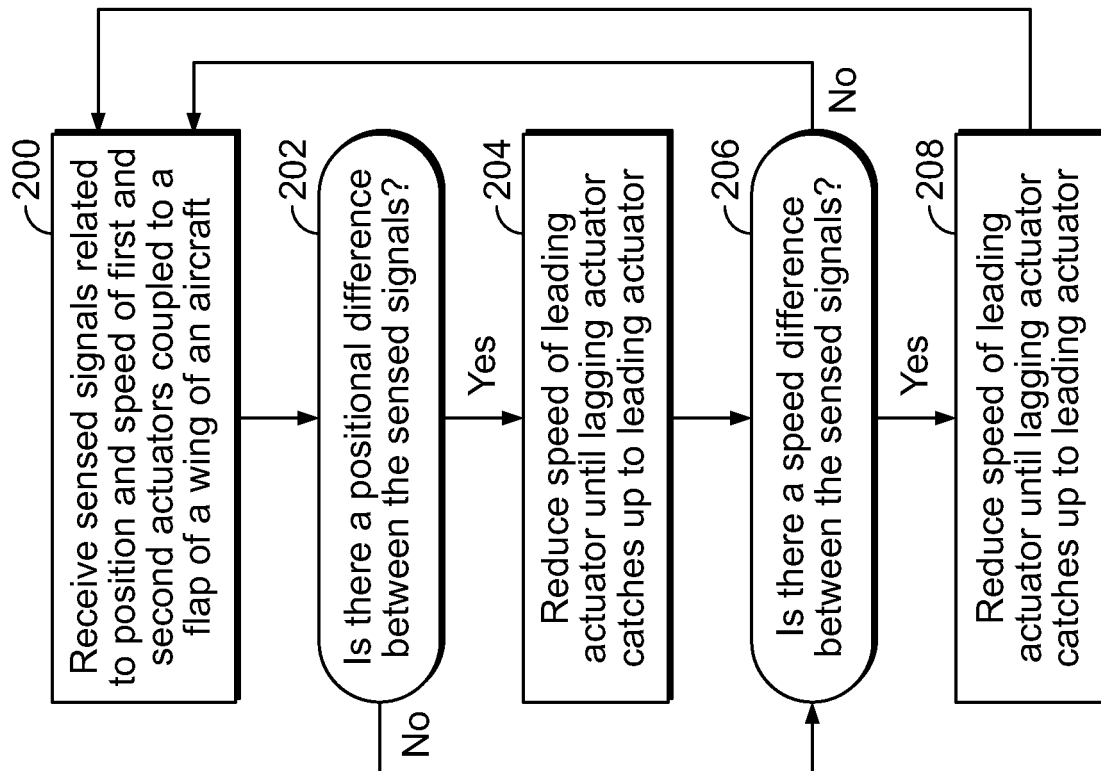 200
Receive sensed signals related
to position and speed of first and
second actuators coupled to a
flap of a wing of an aircraft
202
Is there a positional difference
between the sensed signals?
No
Yes
204
Reduce speed of leading
actuator until lagging actuator
catches up to leading actuator
206
Is there a speed difference
between the sensed signals?
No
Yes
208
Reduce speed of leading
actuator until lagging actuator
catches up to leading actuator